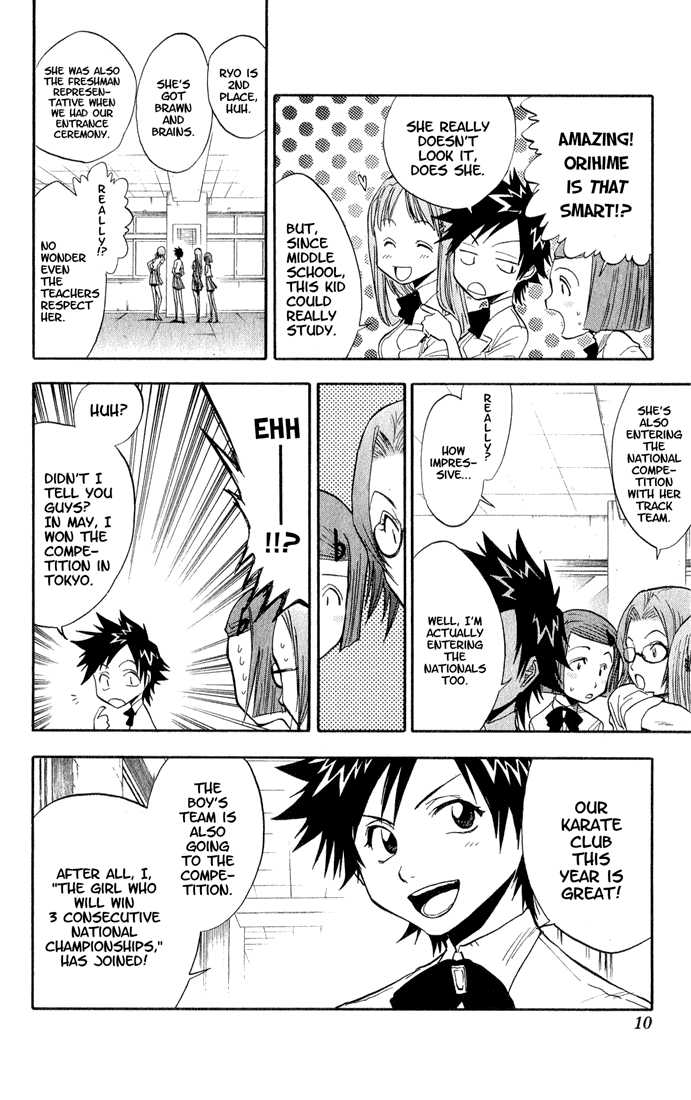 AMAZING!
ORIHIME
IS THAT
SMART!?
SHE REALLY
DOESN'T
LOOK IT,
DOES SHE.
BUT,
SINCE
MIDDLE
SCHOOL,
THIS KID
COULD
REALLY
STUDY.
RYO IS
2ND
PLACE,
HUH.
SHE'S
GOT
BRAWN
AND
BRAINS.
SHE WAS ALSO
THE FRESHMAN
REPRESEN-
TATIVE WHEN
WE HAD OUR
ENTRANCE
CEREMONY.
REALLY!?
NO
WONDER
EVEN
THE
TEACHERS
RESPECT
HER.
SHE'S
ALSO
ENTERING
THE
NATIONAL
COMPE-
TITION
WITH HER
TRACK
TEAM.
REALLY?
HOW
IMPRES-
SIVE...
WELL, I'M
ACTUALLY
ENTERING
THE
NATIONALS
TOO.
EHH
!!?
HUH?
DIDN'T I
TELL YOU
GUYS?
IN MAY, I
WON THE
COMPE-
TITION IN
TOKYO.
OUR
KARATE
CLUB
THIS
YEAR IS
GREAT!
THE
BOY'S
TEAM IS
ALSO
GOING
TO THE
COMPE-
TITION.
AFTER ALL, I,
"THE GIRL WHO
WILL WIN
3 CONSECUTIVE
NATIONAL
CHAMPIONSHIPS,"
HAS JOINED!
10